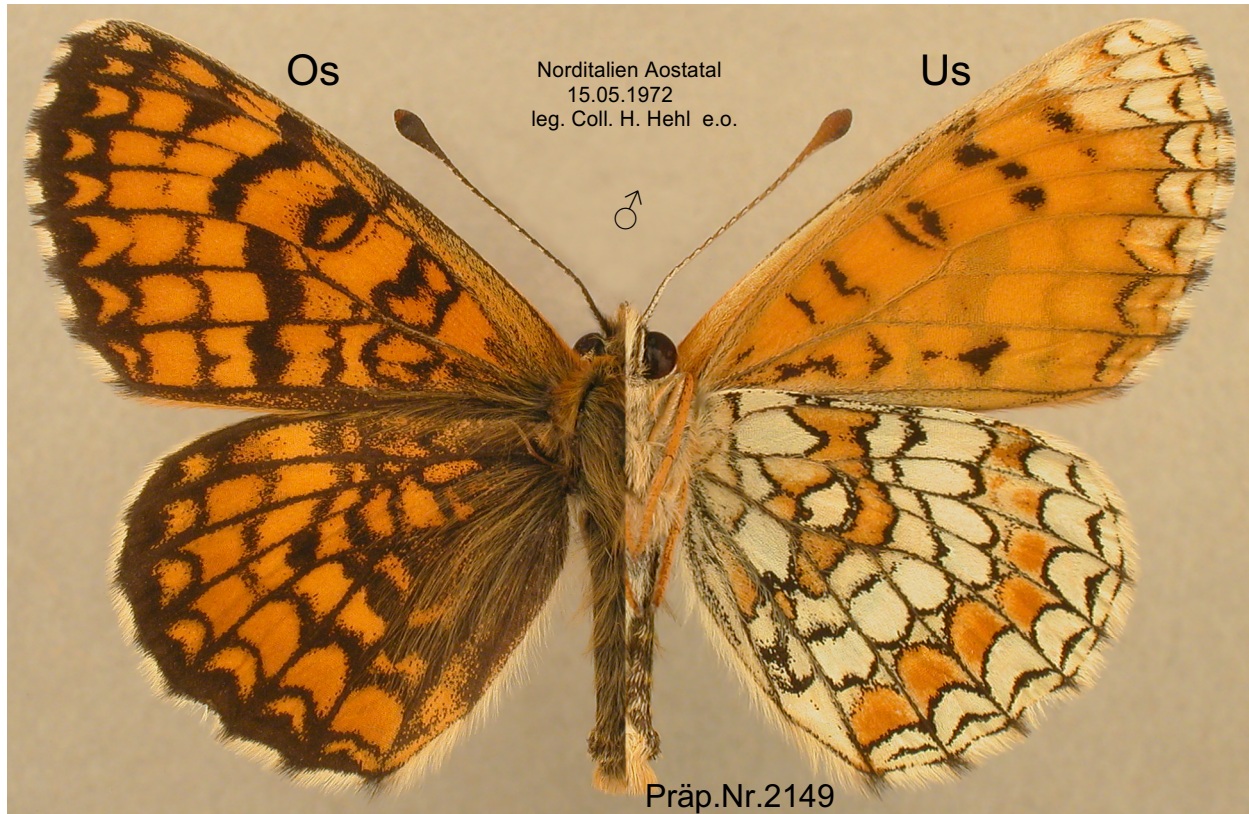 Os
Norditalien Aostatal
15.05.1972
leg. Coll. H. Hehl e.o.
Us
♂
Präp.Nr.2149